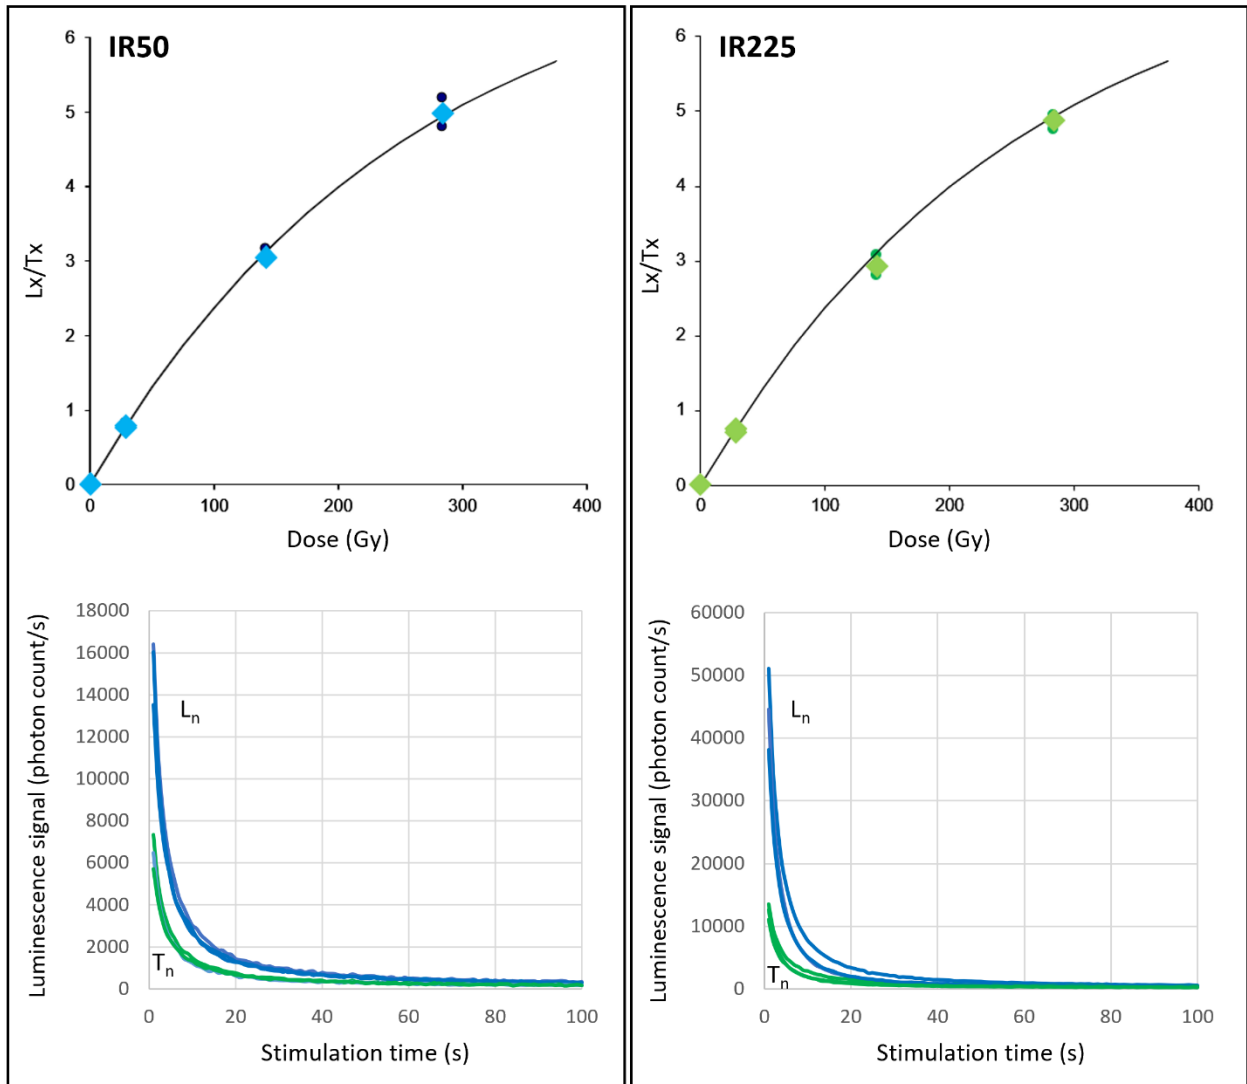 IR50
6
5
4
3
2
1
0
Lx/Tx
0 100 200 300 400
Dose (Gy)
18000
16000
14000
12000
10000
8000
6000
4000
2000
0
Luminescence signal (photon count/s)
Ln
Tn
0 20 40 60 80 100
Stimulation time (s)
IR225
6
5
4
3
2
1
0
Lx/Tx
0 100 200 300 400
Dose (Gy)
60000
50000
40000
30000
20000
10000
0
Luminescence signal (photon count/s)
Ln
Tn
0 20 40 60 80 100
Stimulation time (s)